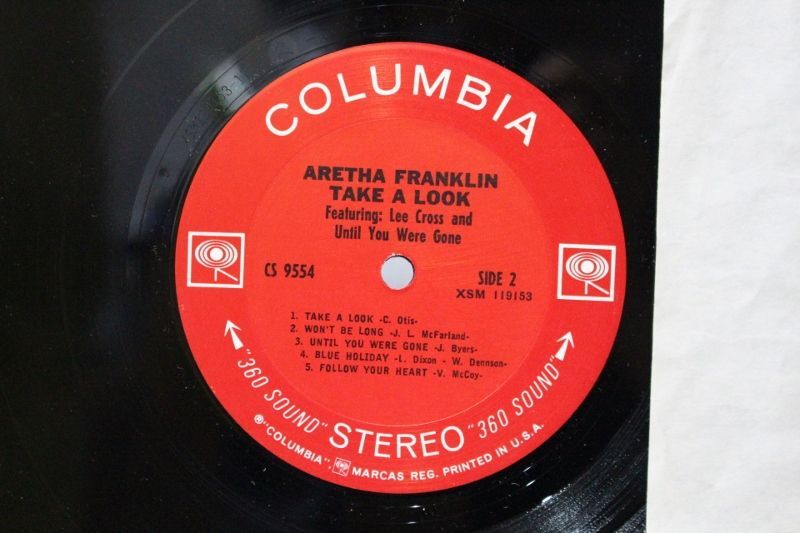 COLUMBIA
ARETHA FRANKLIN
TAKE A LOOK
Featuring: Lee Cross and
Until You Were Gone
CS 9554
SIDE 2
XSM 119153
1. TAKE A LOOK -C. Otis-
2. WON'T BE LONG -J. L. McFarland-
3. UNTIL YOU WERE GONE -J. Byers-
4. BLUE HOLIDAY -L. Dixon - W. Dennson-
5. FOLLOW YOUR HEART -V. McCoy-
"360 SOUND" STEREO "360 SOUND"
®"COLUMBIA", MARCAS REG. PRINTED IN U.S.A.